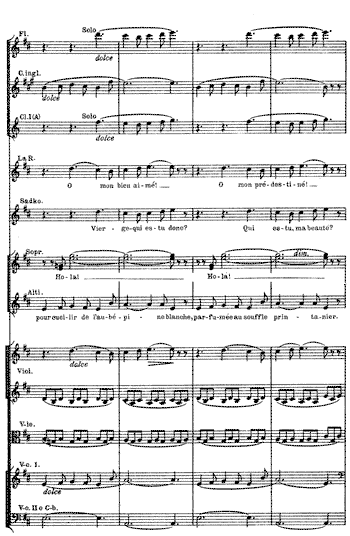 Fl.
Solo
dolce
C.ingl.
dolce
Cl.I(A)
Solo
dolce
La R.
O mon bien aimé! O mon pré-des-ti-né!
Sadko.
Vier-ge qui es-tu donc? Qui es-tu, ma beauté?
Sopr.
dim.
Ho-la! Ho-la!
Alti.
pour cueil-lir de l'au-bé-pi-ne blanche, par-fu-mée au souffle prin-ta-nier.
dolce
Viol.
V-le.
V-c. I.
dolce
V-c. II e C-b.